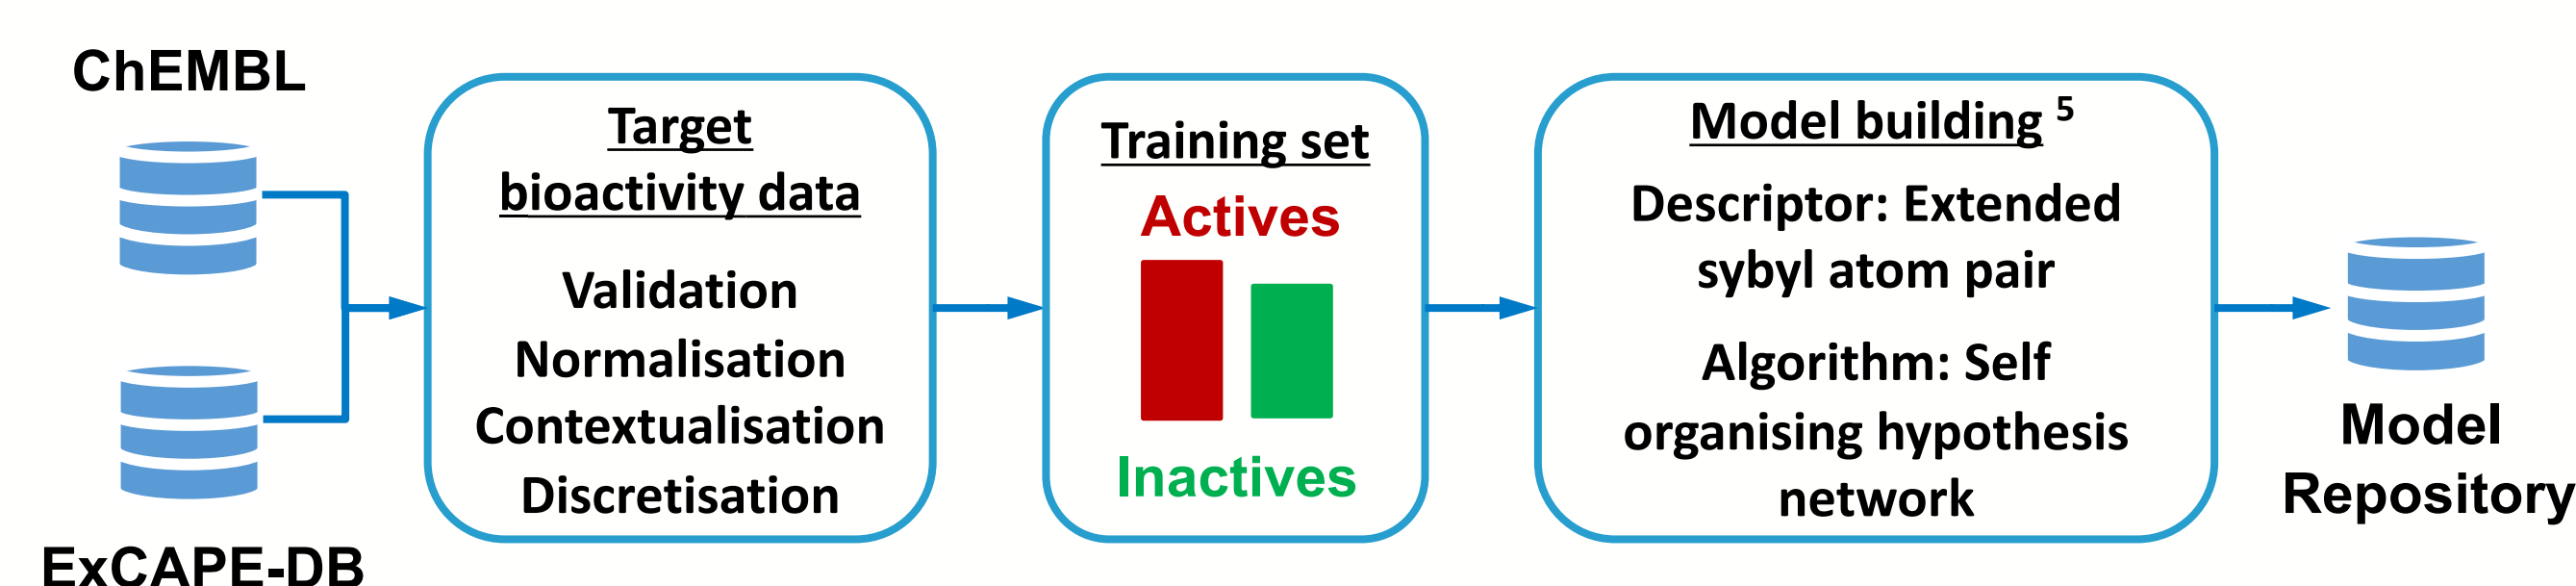 ChEMBL
ExCAPE-DB
Target
bioactivity data
Validation
Normalisation
Contextualisation
Discretisation
Training set
Actives
Inactives
Model building 5
Descriptor: Extended
sybyl atom pair
Algorithm: Self
organising hypothesis
network
Model
Repository